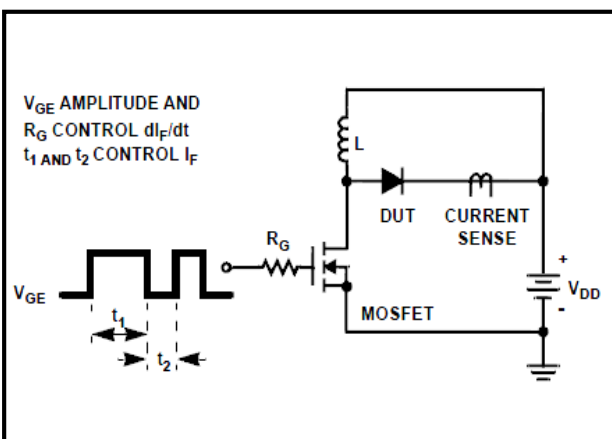 V_GE AMPLITUDE AND
R_G CONTROL dI_F/dt
t_1 AND t_2 CONTROL I_F
L
DUT
CURRENT
SENSE
R_G
V_GE
t_1
t_2
MOSFET
+
V_DD
-